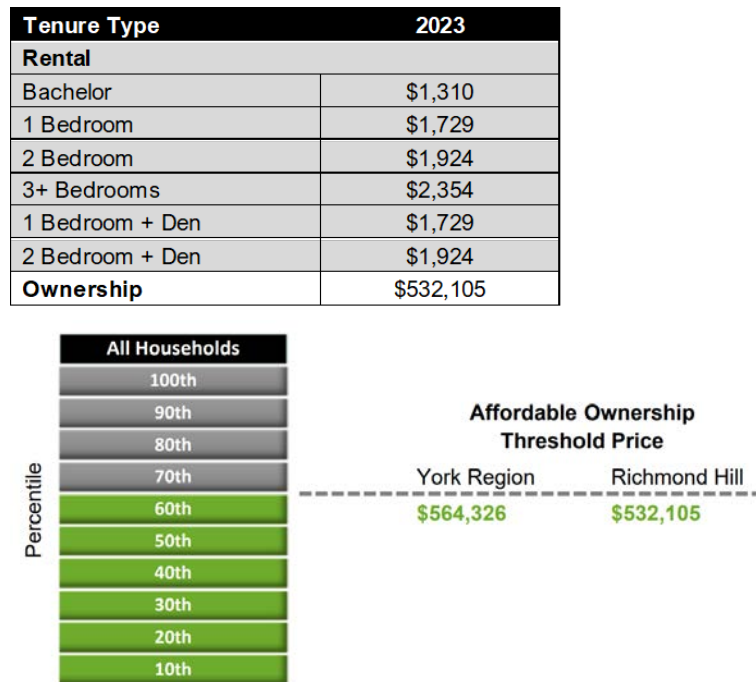 Tenure Type 2023
Rental
Bachelor $1,310
1 Bedroom $1,729
2 Bedroom $1,924
3+ Bedrooms $2,354
1 Bedroom + Den $1,729
2 Bedroom + Den $1,924
Ownership $532,105
All Households
100th
90th
80th
70th
60th
50th
40th
30th
20th
10th
Percentile
Affordable Ownership
Threshold Price
York Region Richmond Hill
$564,326 $532,105